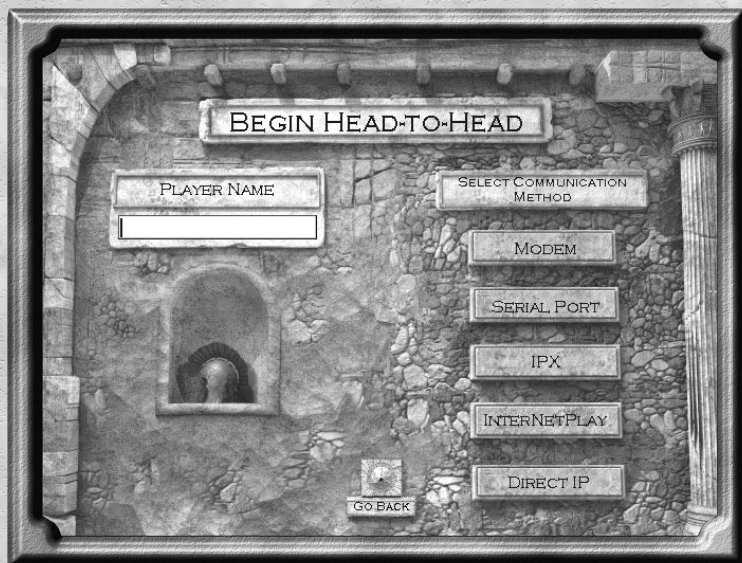 BEGIN HEAD-TO-HEAD
PLAYER NAME
SELECT COMMUNICATION
METHOD
MODEM
SERIAL PORT
IPX
INTERNETPLAY
DIRECT IP
GO BACK